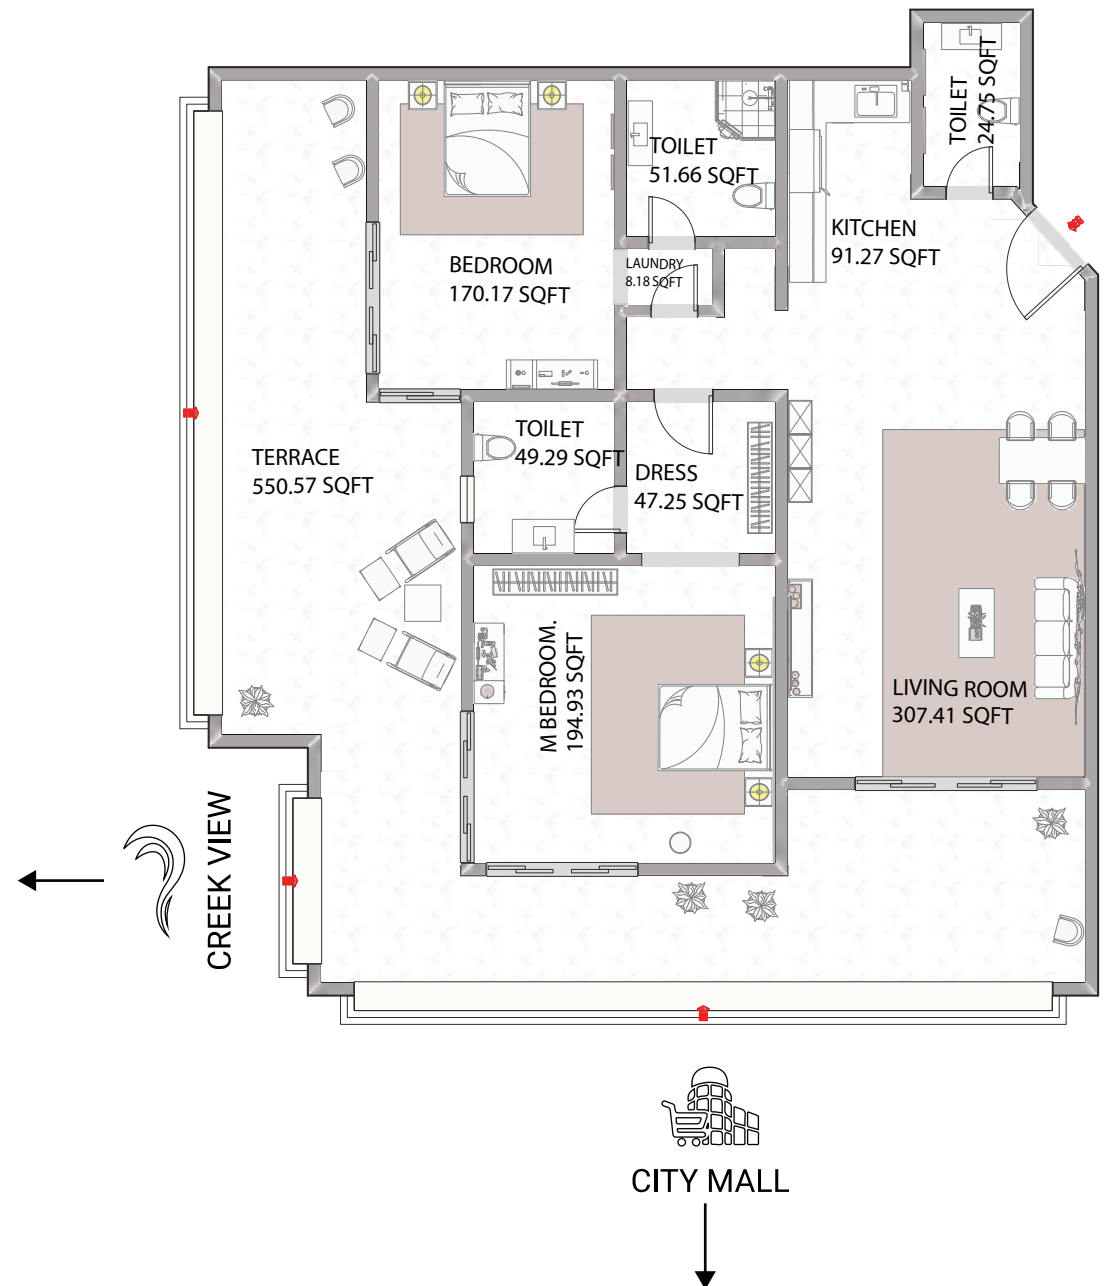 TOILET
24.75 SQFT
TOILET
51.66 SQFT
KITCHEN
91.27 SQFT
BEDROOM
170.17 SQFT
LAUNDRY
8.18 SQFT
TERRACE
550.57 SQFT
TOILET
49.29 SQFT
DRESS
47.25 SQFT
M BEDROOM.
194.93 SQFT
LIVING ROOM
307.41 SQFT
CREEK VIEW
CITY MALL